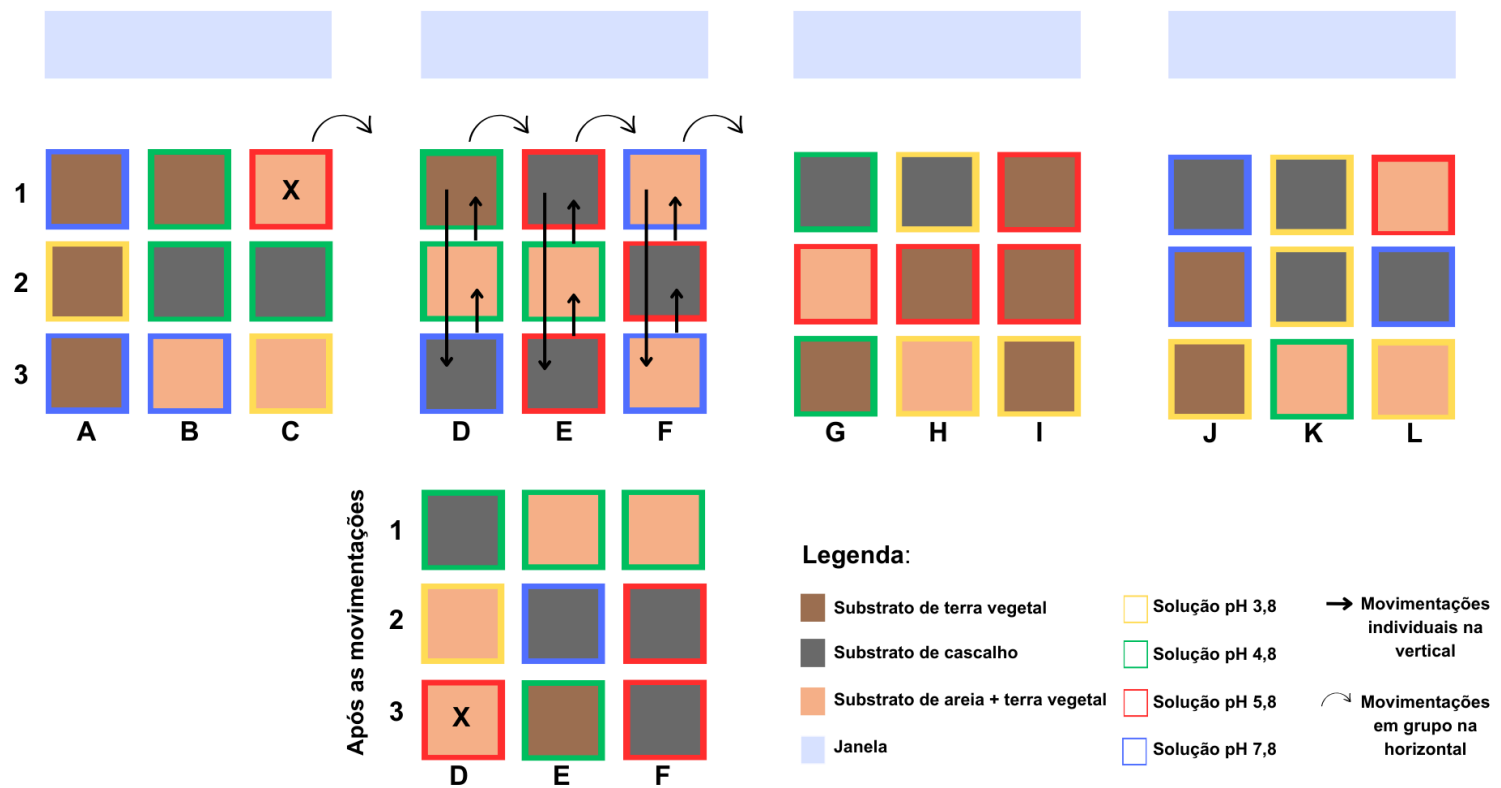 1
X
2
3
A B C
D E F
G H I
J K L
Após as movimentações
1
2
3
X
D E F
Legenda:
Substrato de terra vegetal
Substrato de cascalho
Substrato de areia + terra vegetal
Janela
Solução pH 3,8
Solução pH 4,8
Solução pH 5,8
Solução pH 7,8
Movimentações
individuais na
vertical
Movimentações
em grupo na
horizontal